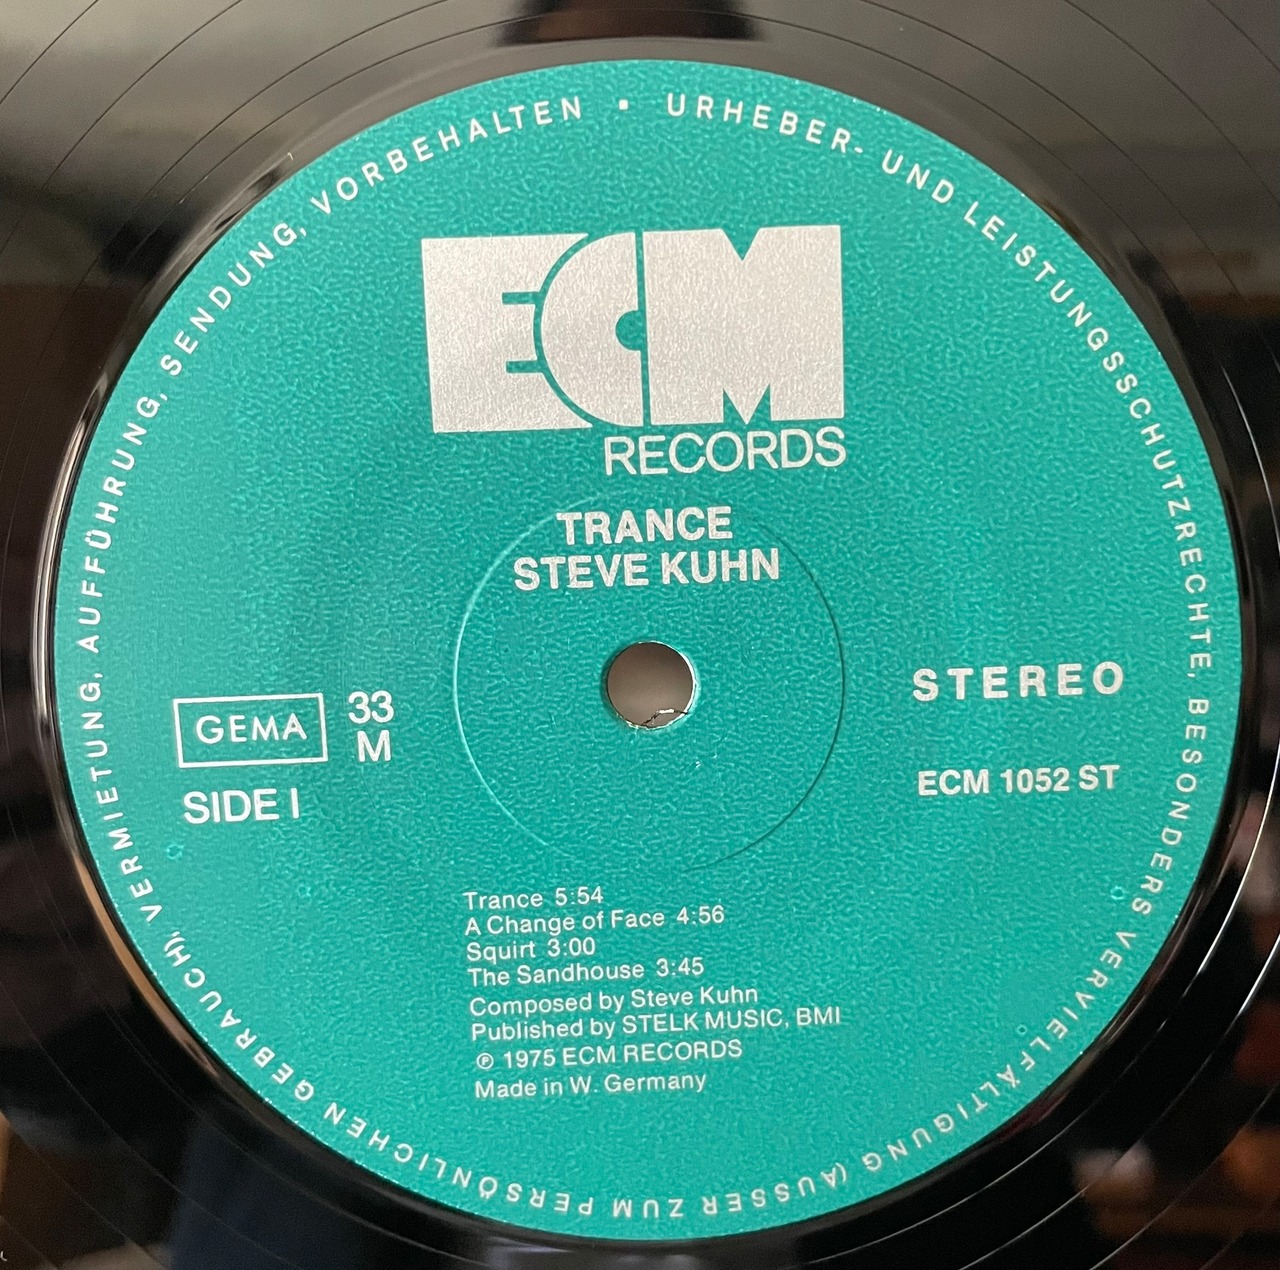 URHEBER- UND LEISTUNGSSCHUTZRECHTE, BESONDERS VERVIELFÄLTIGUNG (AUSSER ZUM PERSÖNLICHEN GEBRAUCH), VERMIETUNG, AUFFÜHRUNG, SENDUNG, VORBEHALTEN •
ECM
RECORDS
TRANCE
STEVE KUHN
GEMA
33
M
SIDE I
STEREO
ECM 1052 ST
Trance 5:54
A Change of Face 4:56
Squirt 3:00
The Sandhouse 3:45
Composed by Steve Kuhn
Published by STELK MUSIC, BMI
℗ 1975 ECM RECORDS
Made in W. Germany